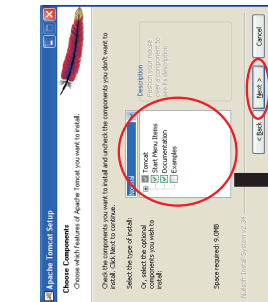 Apache Tomcat Setup
Choose Components
Choose which features of Apache Tomcat you want to install.
Check the components you want to install and uncheck the components you don't want to
install. Click Next to continue.
Select the type of install:
Normal
Or, select the optional
components you wish to
install:
Tomcat
Start Menu Items
Documentation
Examples
Description
Position your mouse
over a component to
see its description.
Space required: 9.0MB
Nullsoft Install System v2.34
< Back
Next >
Cancel